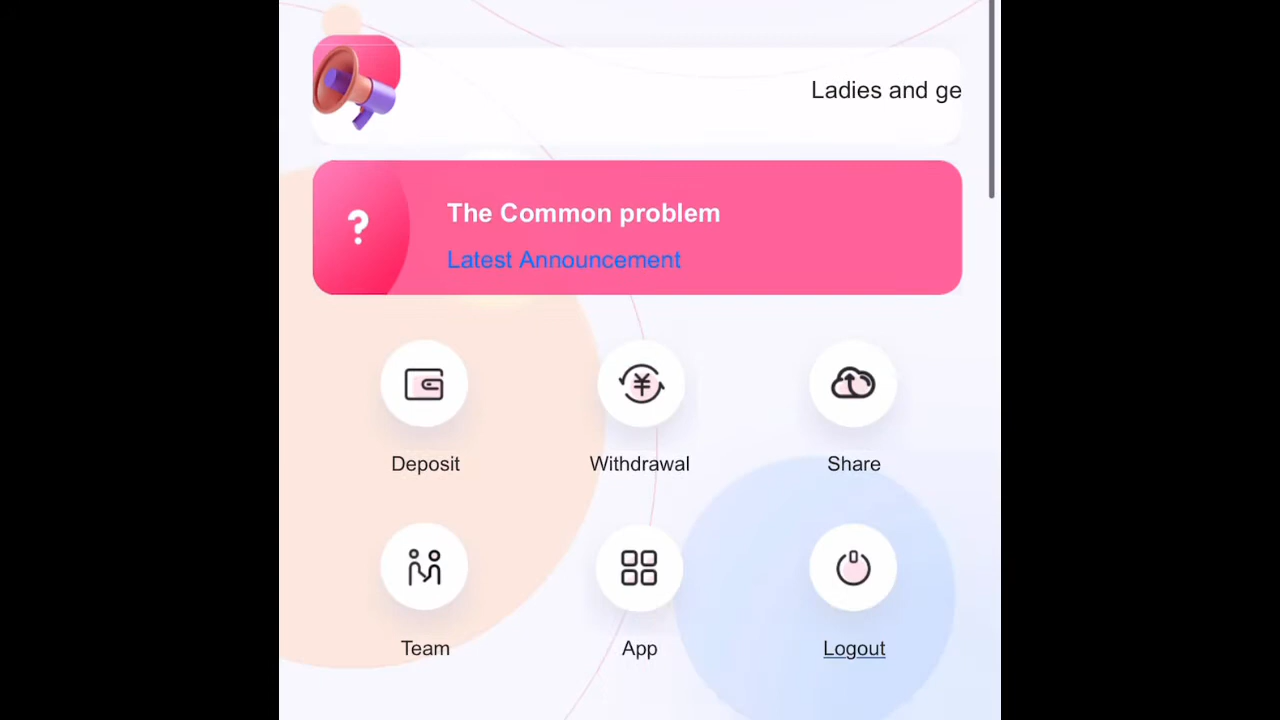 Ladies and ge
?
The Common problem
Latest Announcement
Deposit
Withdrawal
Share
Team
App
Logout